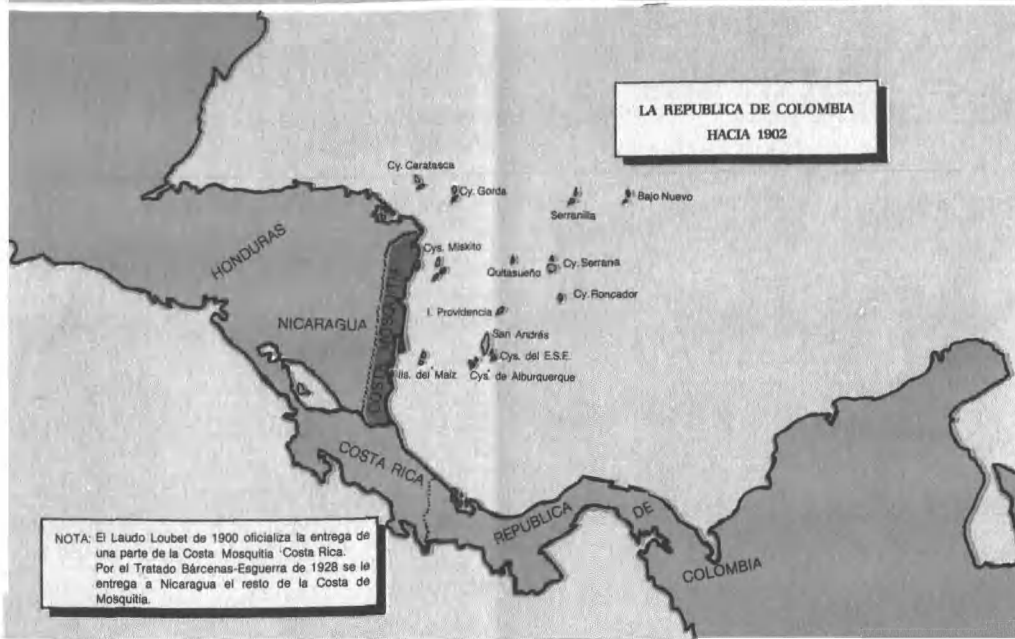 LA REPUBLICA DE COLOMBIA
HACIA 1902
Cy. Caratasca
Cy. Gorda
Serranilla
Bajo Nuevo
HONDURAS
Cys. Miskito
Quitasueño
Cy. Serrana
Cy. Roncador
I. Providencia
NICARAGUA
COSTA MOSQUITIA
San Andrés
Cys. del E.S.E.
Cys. de Alburquerque
Ils. del Maíz
COSTA RICA
REPUBLICA DE
COLOMBIA
NOTA: El Laudo Loubet de 1900 oficializa la entrega de
una parte de la Costa Mosquitia Costa Rica.
Por el Tratado Bárcenas-Esguerra de 1928 se le
entrega a Nicaragua el resto de la Costa de
Mosquitia.